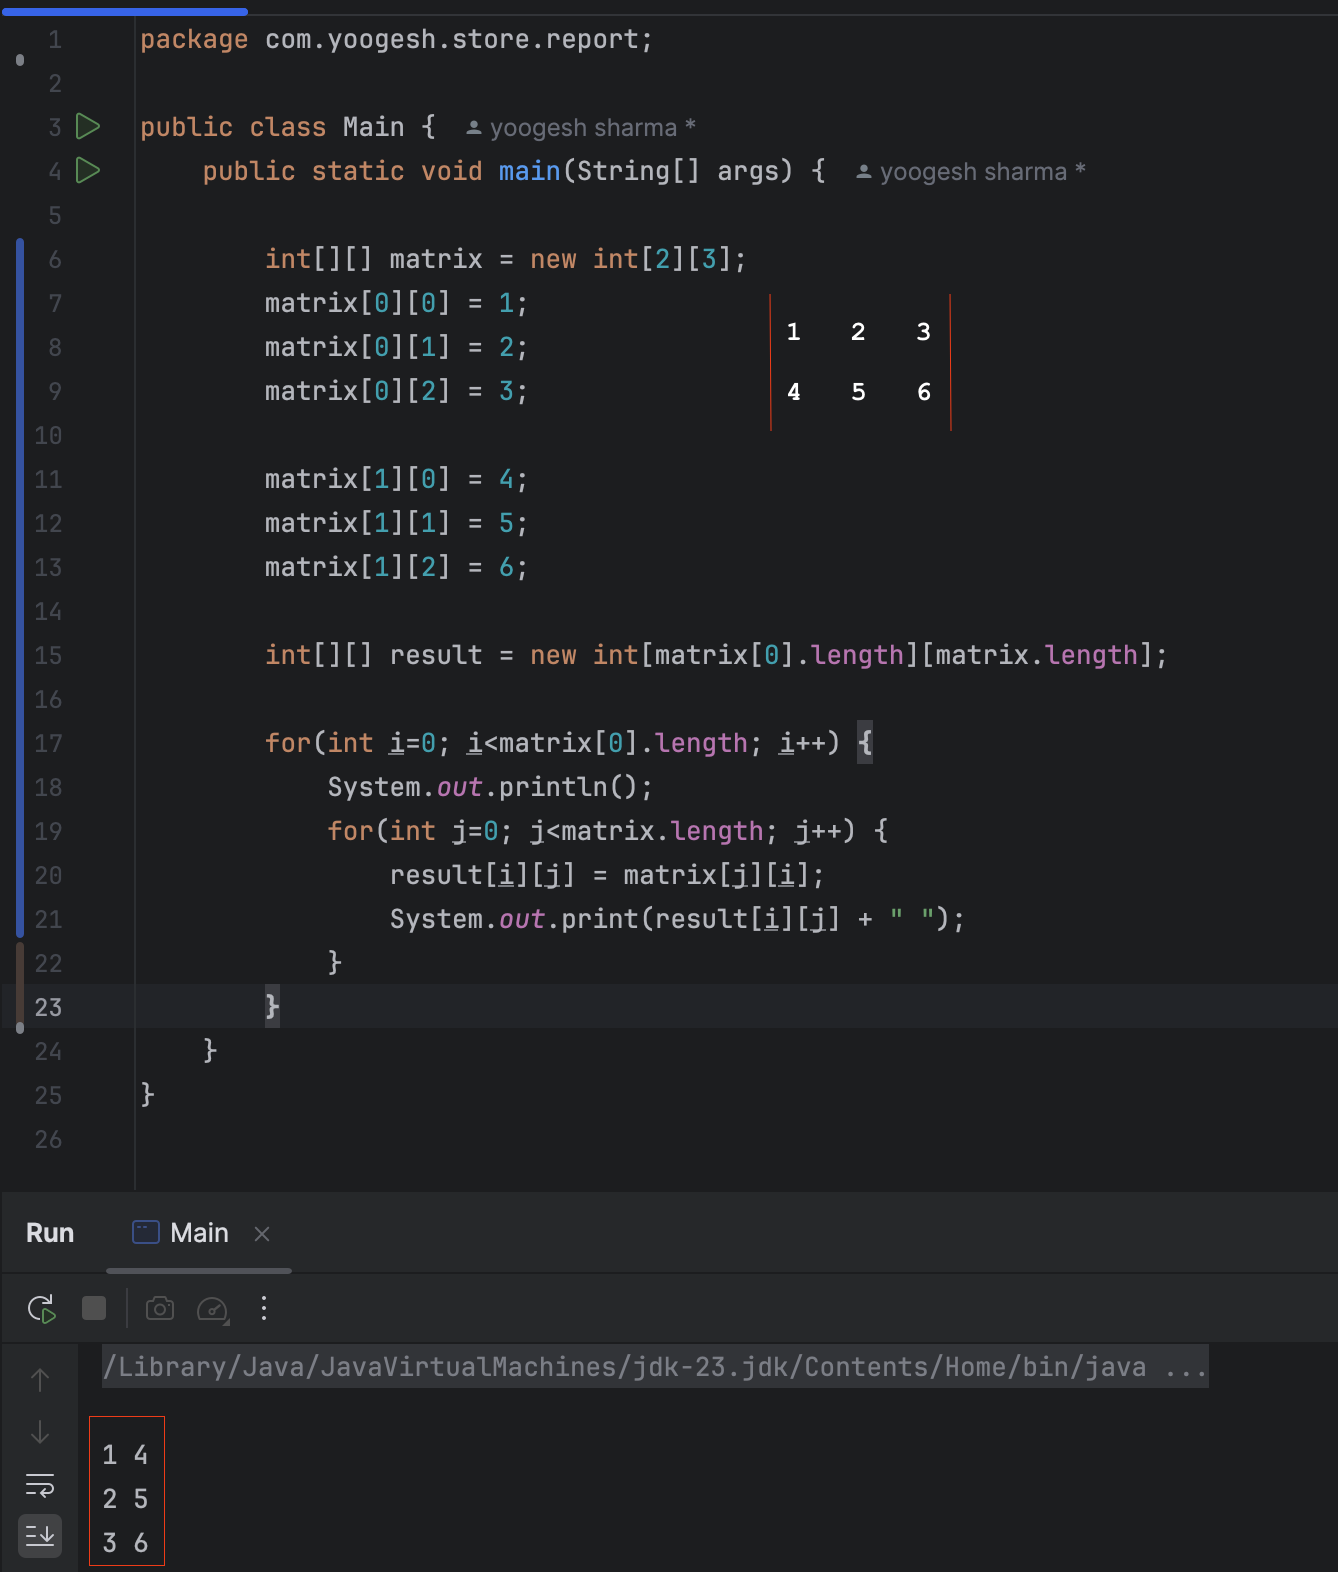 1 package com.yoogesh.store.report;
2
3 public class Main { yoogesh sharma *
4 public static void main(String[] args) { yoogesh sharma *
5
6 int[][] matrix = new int[2][3];
7 matrix[0][0] = 1;
1 2 3
8 matrix[0][1] = 2;
9 matrix[0][2] = 3;
4 5 6
10
11 matrix[1][0] = 4;
12 matrix[1][1] = 5;
13 matrix[1][2] = 6;
14
15 int[][] result = new int[matrix[0].length][matrix.length];
16
17 for(int i=0; i<matrix[0].length; i++) {
18 System.out.println();
19 for(int j=0; j<matrix.length; j++) {
20 result[i][j] = matrix[j][i];
21 System.out.print(result[i][j] + " ");
22 }
23 }
24 }
25 }
26
Run Main
/Library/Java/JavaVirtualMachines/jdk-23.jdk/Contents/Home/bin/java ...
1 4
2 5
3 6